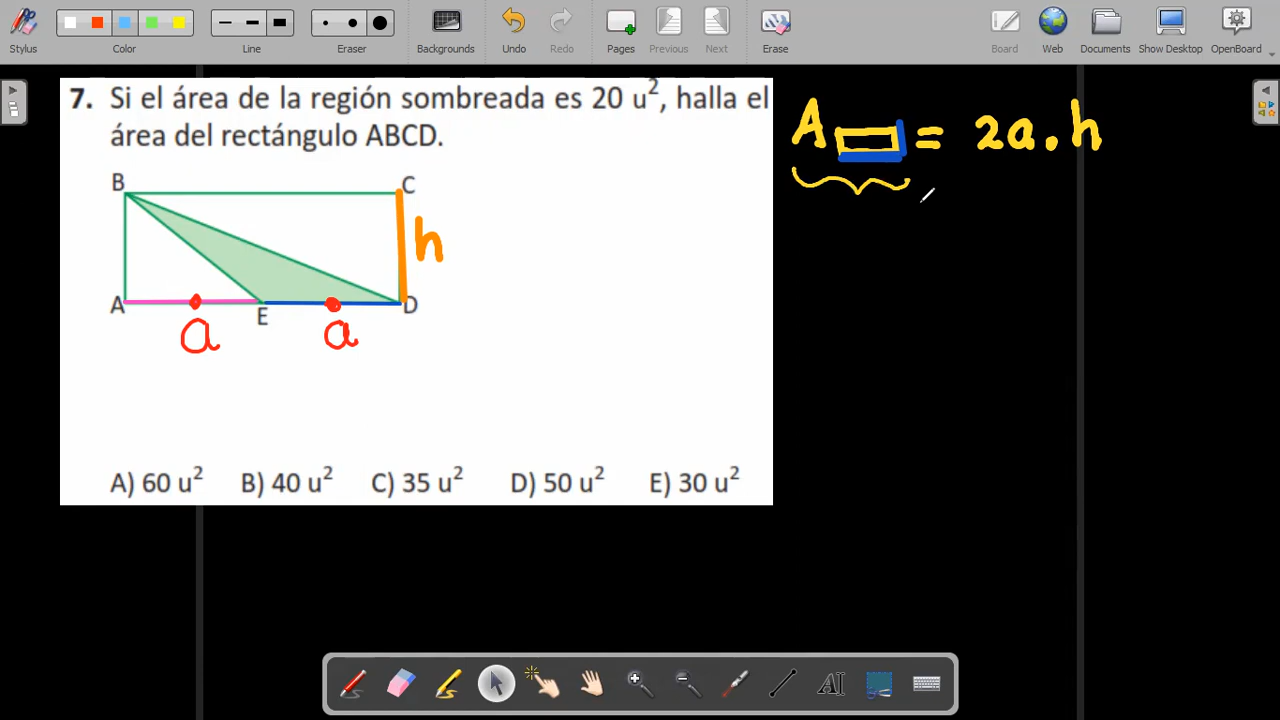 Stylus Color Line Eraser Backgrounds Undo Redo Pages Previous Next Erase Board Web Documents Show Desktop OpenBoard
7. Si el área de la región sombreada es 20 u², halla el
área del rectángulo ABCD.
A▭ = 2a.h
B C
h
A E D
a a
A) 60 u² B) 40 u² C) 35 u² D) 50 u² E) 30 u²
AI